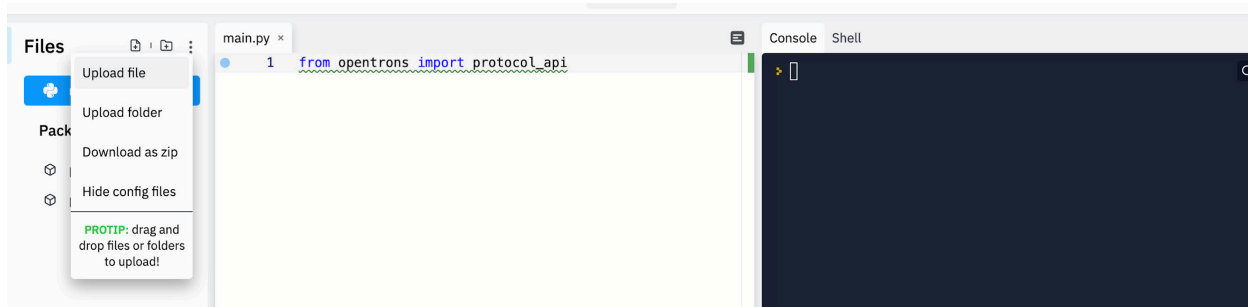 Files
Upload file
Upload folder
Pack
Download as zip
Hide config files
PROTIP: drag and
drop files or folders
to upload!
main.py ×
1 from opentrons import protocol_api
Console Shell